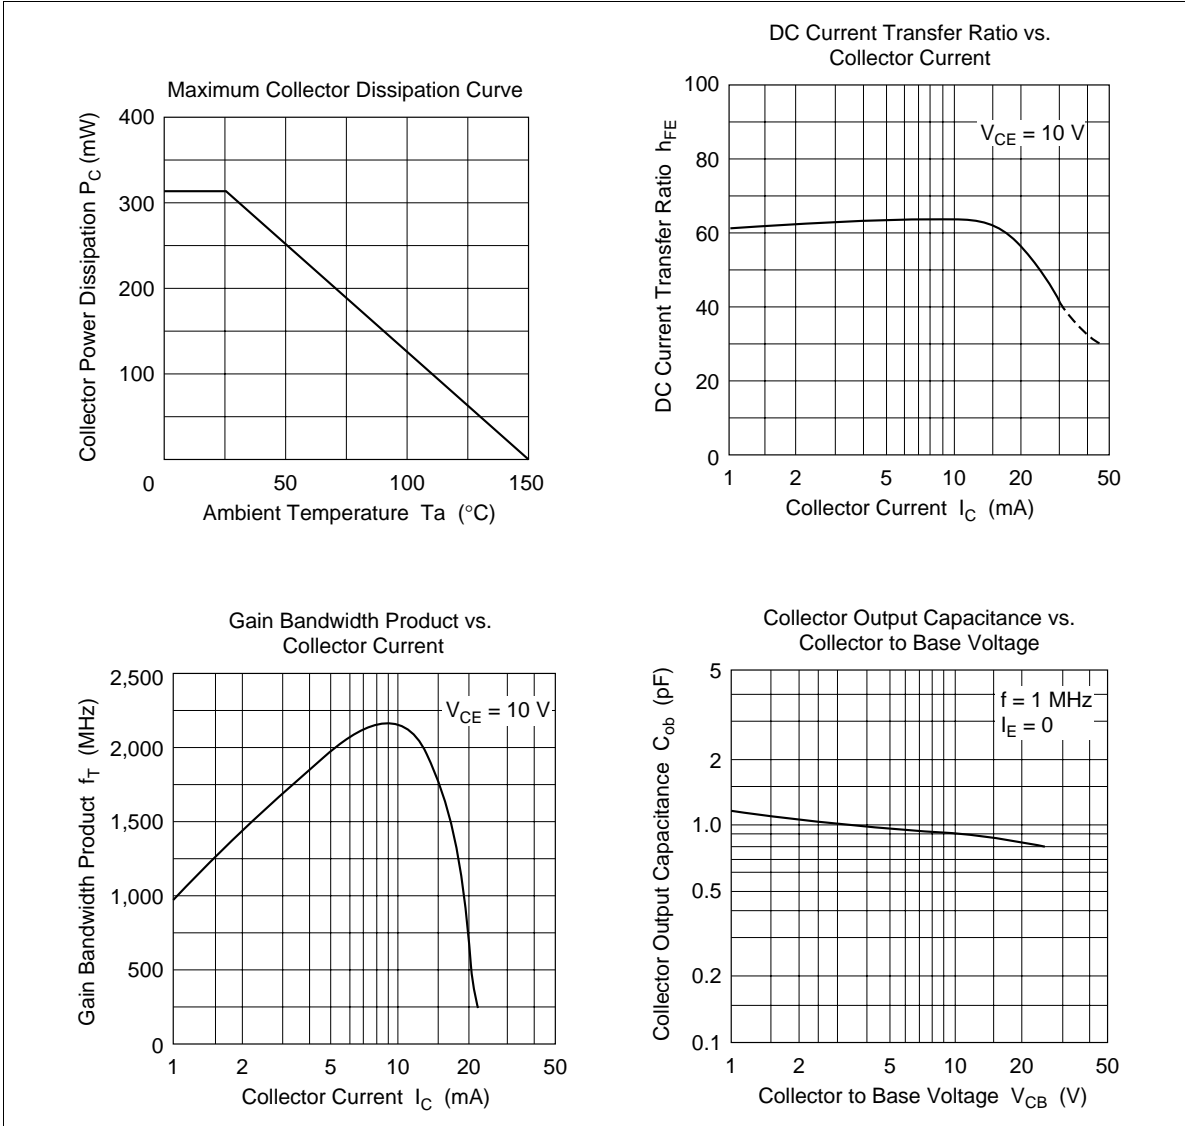 Maximum Collector Dissipation Curve
Collector Power Dissipation P_C (mW)
400
300
200
100
0
50
100
150
Ambient Temperature Ta (°C)
DC Current Transfer Ratio vs.
Collector Current
DC Current Transfer Ratio h_FE
100
80
60
40
20
0
V_CE = 10 V
1
2
5
10
20
50
Collector Current I_C (mA)
Gain Bandwidth Product vs.
Collector Current
Gain Bandwidth Product f_T (MHz)
2,500
2,000
1,500
1,000
500
0
V_CE = 10 V
1
2
5
10
20
50
Collector Current I_C (mA)
Collector Output Capacitance vs.
Collector to Base Voltage
Collector Output Capacitance C_ob (pF)
5
2
1.0
0.5
0.2
0.1
f = 1 MHz
I_E = 0
1
2
5
10
20
50
Collector to Base Voltage V_CB (V)